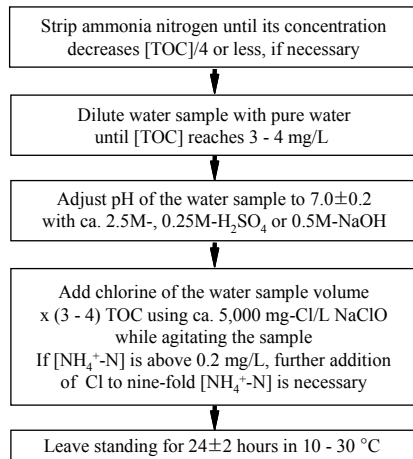 Strip ammonia nitrogen until its concentration
decreases [TOC]/4 or less, if necessary
Dilute water sample with pure water
until [TOC] reaches 3 - 4 mg/L
Adjust pH of the water sample to 7.0±0.2
with ca. 2.5M-, 0.25M-H₂SO₄ or 0.5M-NaOH
Add chlorine of the water sample volume
x (3 - 4) TOC using ca. 5,000 mg-Cl/L NaClO
while agitating the sample
If [NH₄⁺-N] is above 0.2 mg/L, further addition
of Cl to nine-fold [NH₄⁺-N] is necessary
Leave standing for 24±2 hours in 10 - 30 °C